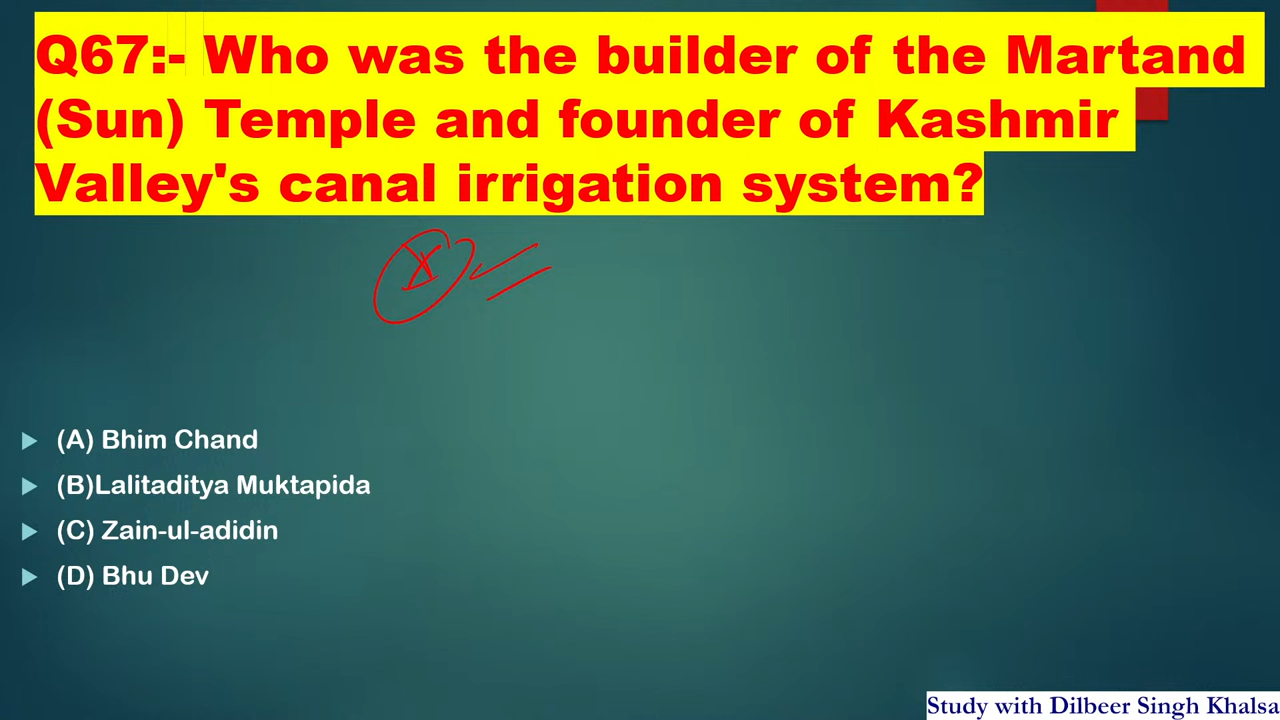 Q67:- Who was the builder of the Martand
(Sun) Temple and founder of Kashmir
Valley's canal irrigation system?
(A) Bhim Chand
(B)Lalitaditya Muktapida
(C) Zain-ul-adidin
(D) Bhu Dev
Study with Dilbeer Singh Khalsa